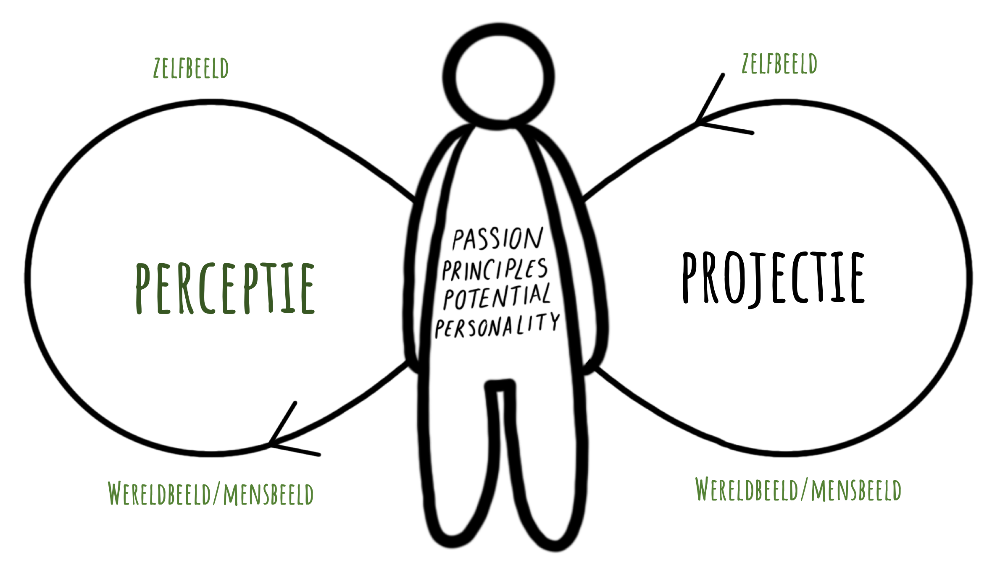 ZELFBEELD
PERCEPTIE
WERELDBEELD/MENSBEELD
PASSION
PRINCIPLES
POTENTIAL
PERSONALITY
ZELFBEELD
PROJECTIE
WERELDBEELD/MENSBEELD